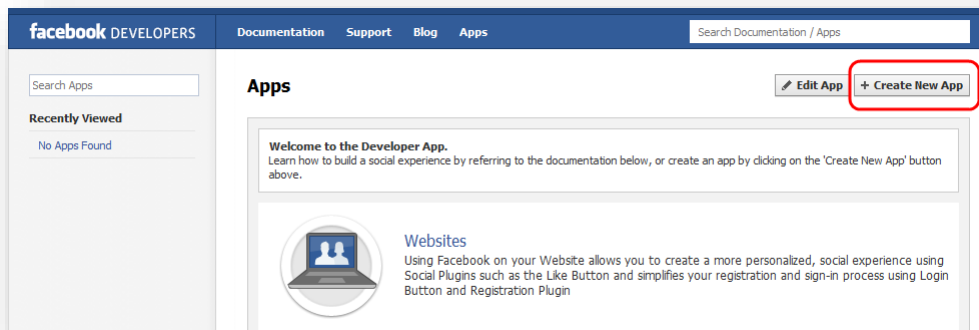 facebook DEVELOPERS Documentation Support Blog Apps Search Documentation / Apps
Search Apps
Recently Viewed
No Apps Found
Apps
Edit App + Create New App
Welcome to the Developer App.
Learn how to build a social experience by referring to the documentation below, or create an app by clicking on the 'Create New App' button
above.
Websites
Using Facebook on your Website allows you to create a more personalized, social experience using
Social Plugins such as the Like Button and simplifies your registration and sign-in process using Login
Button and Registration Plugin